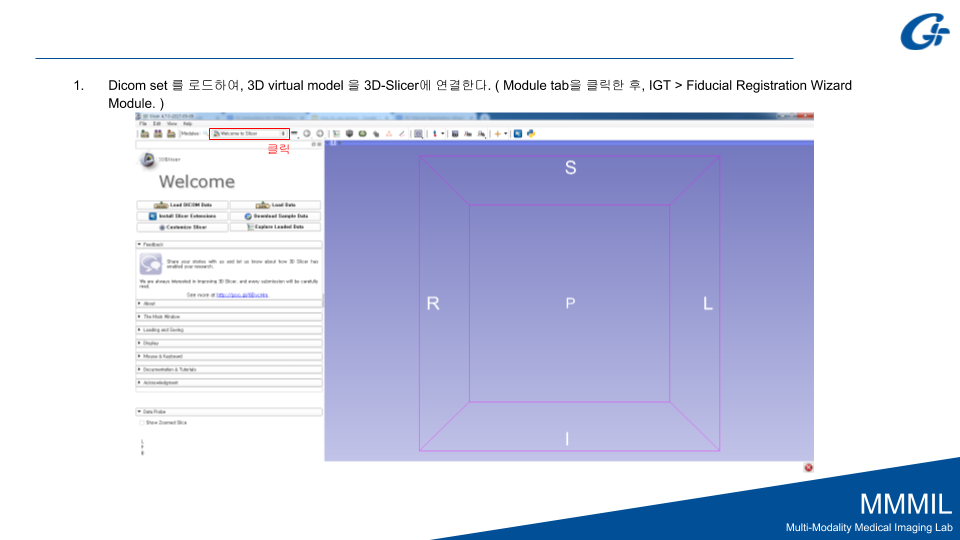 1. Dicom set 를 로드하여, 3D virtual model 을 3D-Slicer에 연결한다. ( Module tab을 클릭한 후, IGT > Fiducial Registration Wizard
Module. )
File Edit View Help
Modules: Welcome to Slicer
클릭
3DSlicer
Welcome
Load DICOM Data
Load Data
Install Slicer Extensions
Download Sample Data
Customize Slicer
Explore Loaded Data
Feedback
Share your stories with us and let us know about how 3D Slicer has
enabled your research.
We are always interested in improving 3D Slicer, and every submission will be carefully
read.
See more at
About
The Main Window
Loading and Saving
Display
Mouse & Keyboard
Documentation & Tutorials
Acknowledgment
Data Probe
Show Zoomed Slice
L
F
B
S
R
P
L
I
MMMIL
Multi-Modality Medical Imaging Lab